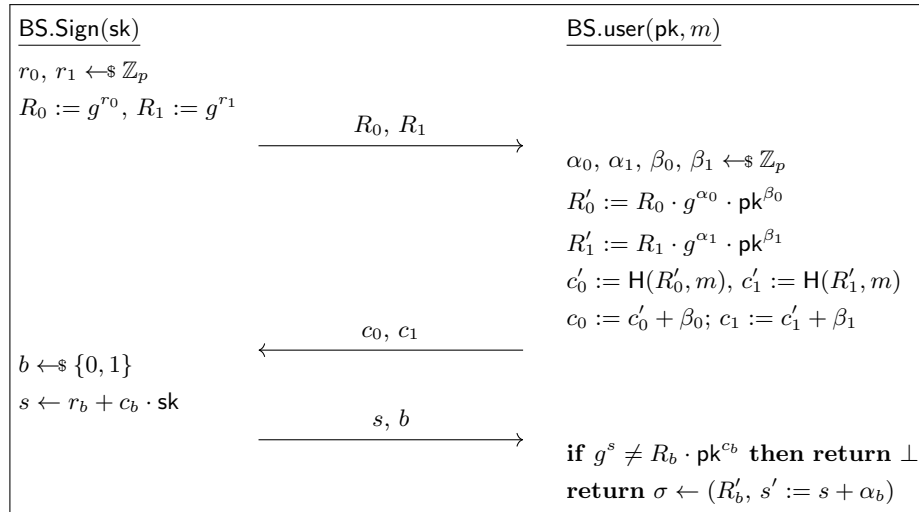 BS.Sign(sk)
BS.user(pk, m)
r₀, r₁ ←$ ℤₚ
R₀ := g^{r₀}, R₁ := g^{r₁}
R₀, R₁
α₀, α₁, β₀, β₁ ←$ ℤₚ
R′₀ := R₀ · g^{α₀} · pk^{β₀}
R′₁ := R₁ · g^{α₁} · pk^{β₁}
c′₀ := H(R′₀, m), c′₁ := H(R′₁, m)
c₀ := c′₀ + β₀; c₁ := c′₁ + β₁
c₀, c₁
b ←$ {0, 1}
s ← r_b + c_b · sk
s, b
if g^s ≠ R_b · pk^{c_b} then return ⊥
return σ ← (R′_b, s′ := s + α_b)